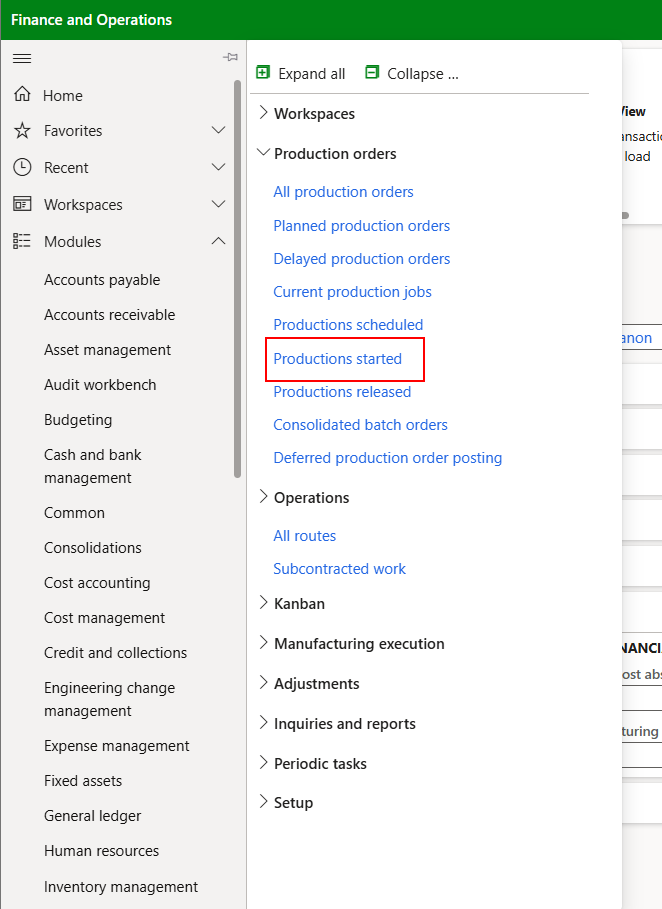 Finance and Operations
Home
Favorites
Recent
Workspaces
Modules
Accounts payable
Accounts receivable
Asset management
Audit workbench
Budgeting
Cash and bank
management
Common
Consolidations
Cost accounting
Cost management
Credit and collections
Engineering change
management
Expense management
Fixed assets
General ledger
Human resources
Inventory management
Expand all
Collapse ...
Workspaces
Production orders
All production orders
Planned production orders
Delayed production orders
Current production jobs
Productions scheduled
Productions started
Productions released
Consolidated batch orders
Deferred production order posting
Operations
All routes
Subcontracted work
Kanban
Manufacturing execution
Adjustments
Inquiries and reports
Periodic tasks
Setup
View
ansactio
load
anon
NANCI
ost abs
turing